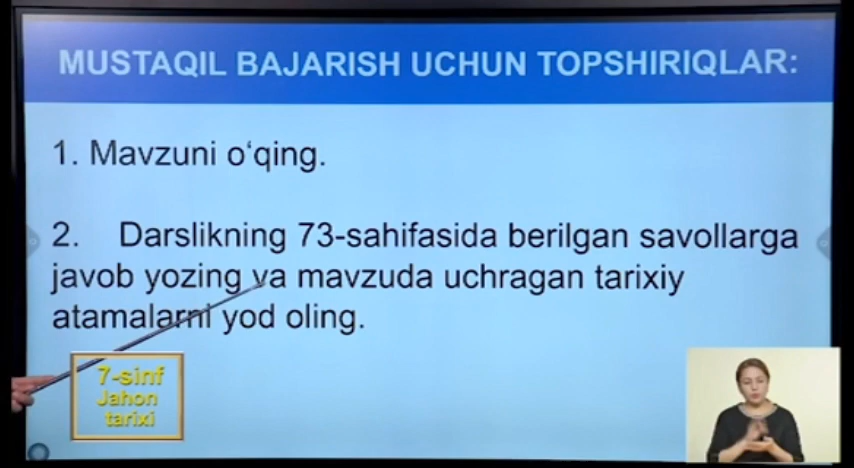 MUSTAQIL BAJARISH UCHUN TOPSHIRIQLAR:
1. Mavzuni o‘qing.
2. Darslikning 73-sahifasida berilgan savollarga
javob yozing va mavzuda uchragan tarixiy
atamalarni yod oling.
7-sinf
Jahon
tarixi